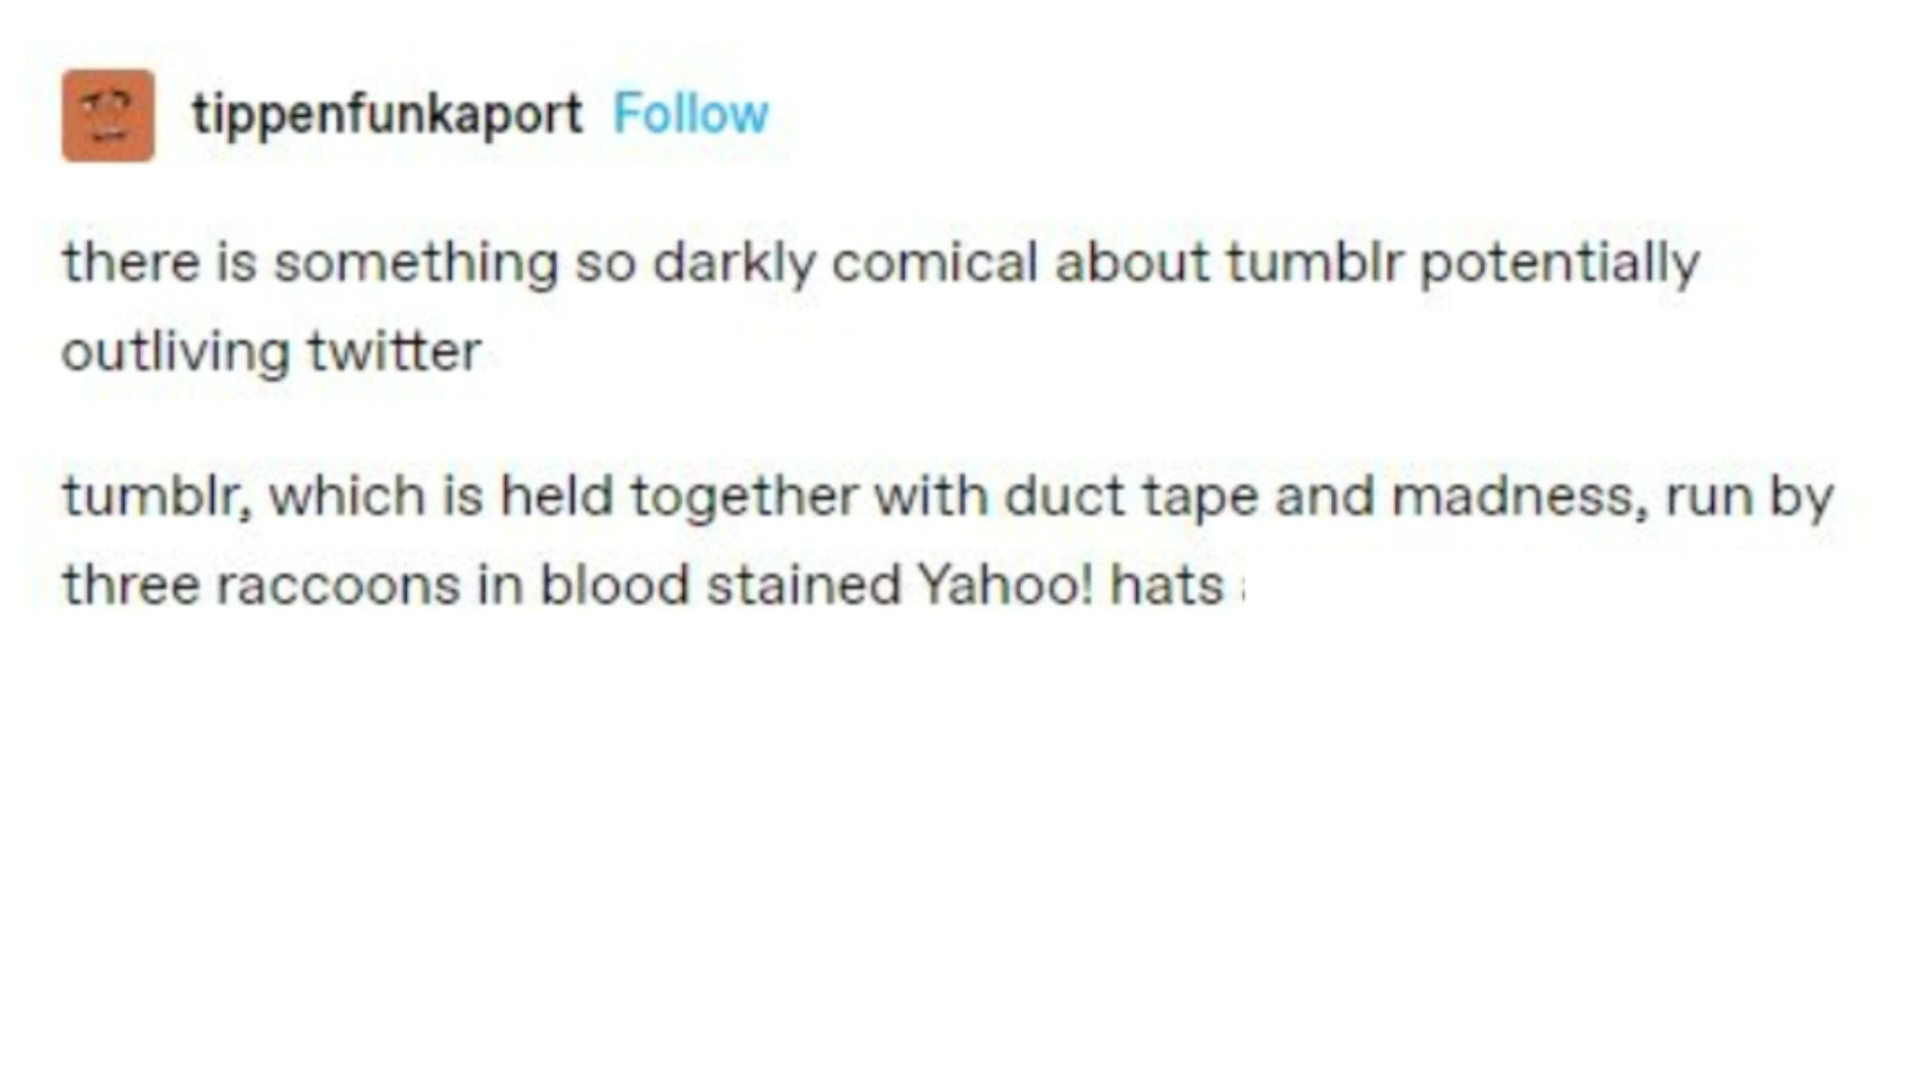 tippenfunkaport Follow
there is something so darkly comical about tumblr potentially
outliving twitter
tumblr, which is held together with duct tape and madness, run by
three raccoons in blood stained Yahoo! hats